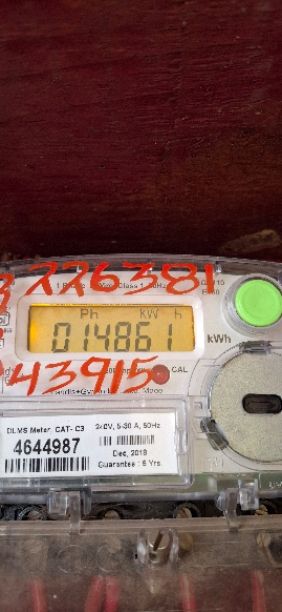 226381
Ph KW h
014861
kWh
43915
CAL
DLMS Meter, CAT- C3
240V, 5-30 A, 50Hz
4644987
Dec, 2018
Guarantee : 5 Yrs